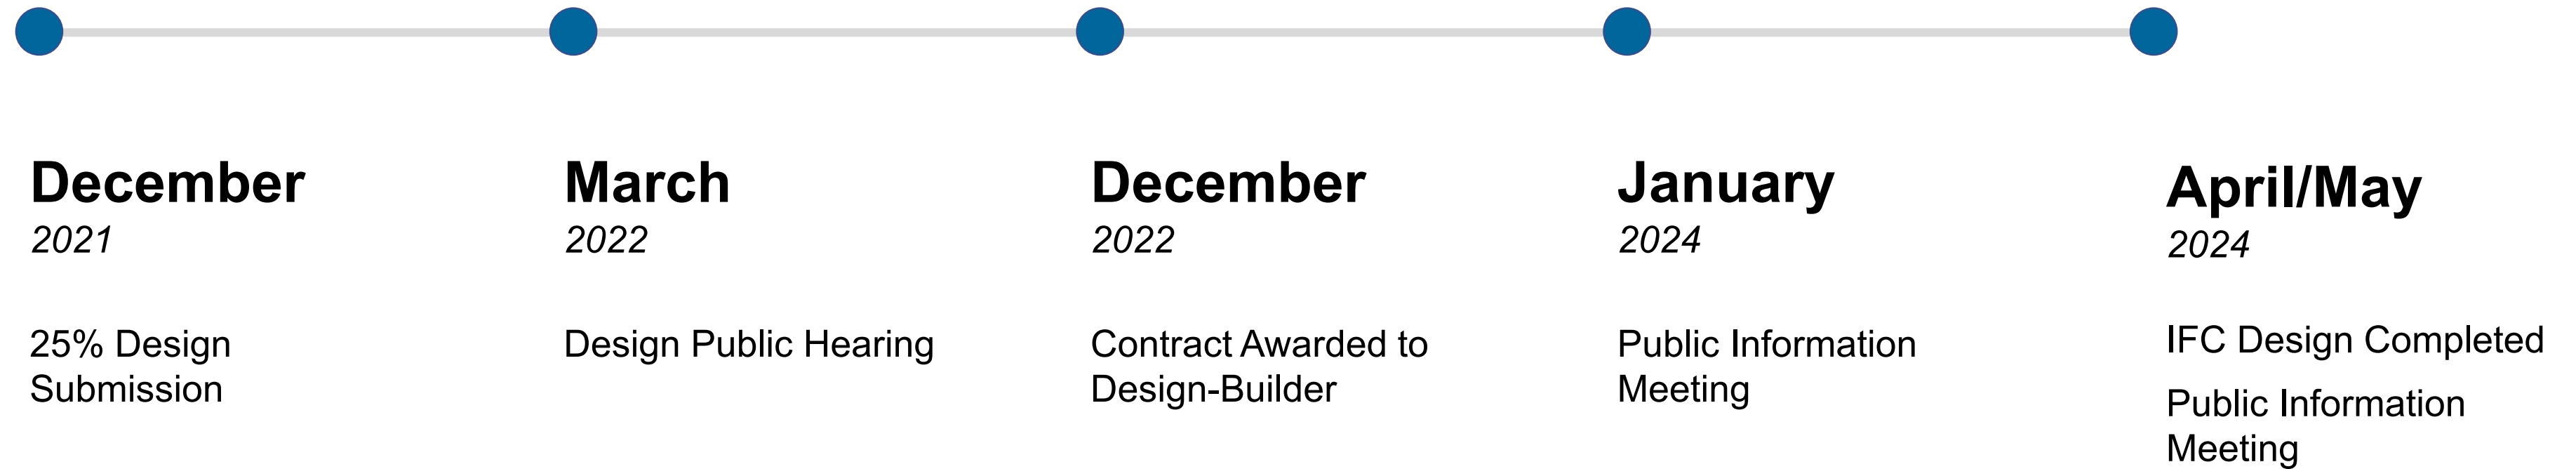 December
2021
25% Design
Submission
March
2022
Design Public Hearing
December
2022
Contract Awarded to
Design-Builder
January
2024
Public Information
Meeting
April/May
2024
IFC Design Completed
Public Information
Meeting